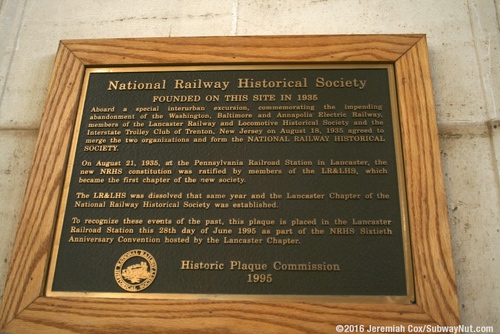 National Railway Historical Society
FOUNDED ON THIS SITE IN 1935
Aboard a special interurban excursion, commemorating the impending
abandonment of the Washington, Baltimore and Annapolis Electric Railway,
members of the Lancaster Railway and Locomotive Historical Society and the
Interstate Trolley Club of Trenton, New Jersey on August 18, 1935 agreed to
merge the two organizations and form the NATIONAL RAILWAY HISTORICAL
SOCIETY.
On August 21, 1935, at the Pennsylvania Railroad Station in Lancaster, the
new NRHS constitution was ratified by members of the LR&LHS, which
became the first chapter of the new society.
The LR&LHS was dissolved that same year and the Lancaster Chapter of the
National Railway Historical Society was established.
To recognize these events of the past, this plaque is placed in the Lancaster
Railroad Station this 28th day of June 1995 as part of the NRHS Sixtieth
Anniversary Convention hosted by the Lancaster Chapter.
Historic Plaque Commission
1995
©2016 Jeremiah Cox/SubwayNut.com